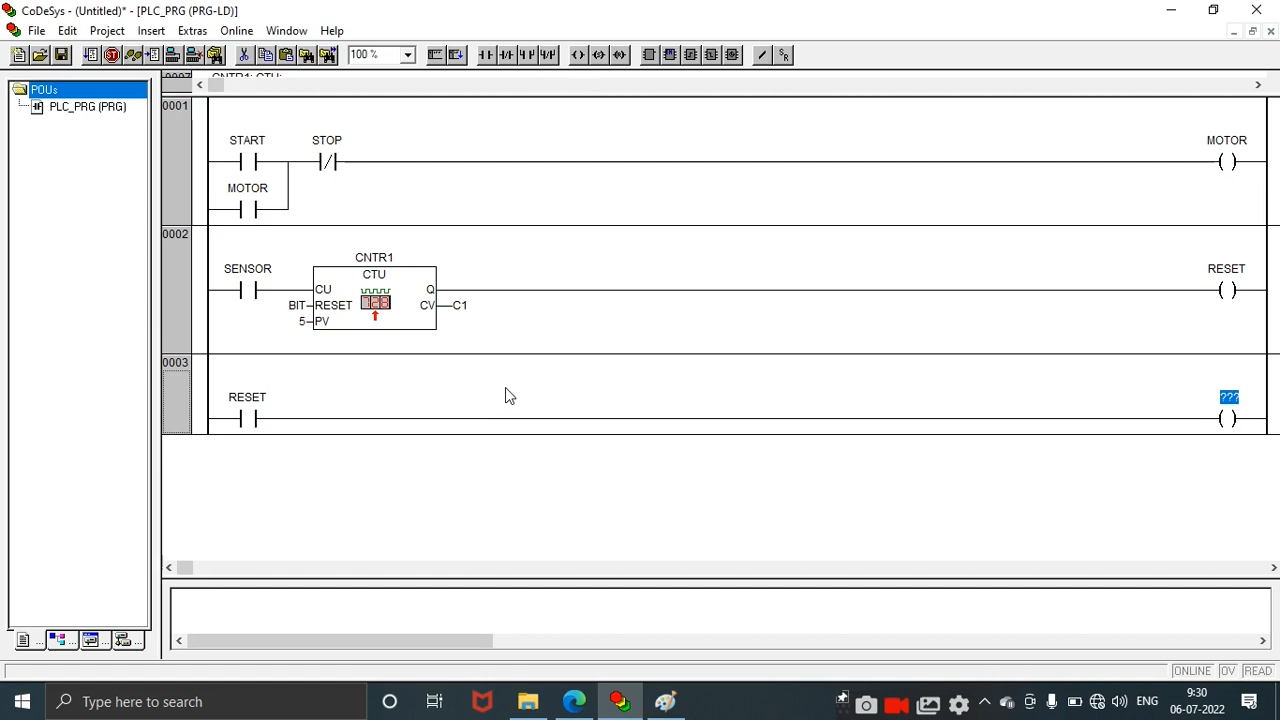 CoDeSys - (Untitled)* - [PLC_PRG (PRG-LD)]
File Edit Project Insert Extras Online Window Help
100 %
POUs
PLC_PRG (PRG)
0007 CNTR1: CTU;
0001
START STOP MOTOR
MOTOR
0002
CNTR1
SENSOR CTU RESET
CU Q
BIT RESET 128 CV C1
5 PV
0003
RESET ???
... ... ... ...
ONLINE OV READ
Type here to search
ENG
9:30
06-07-2022